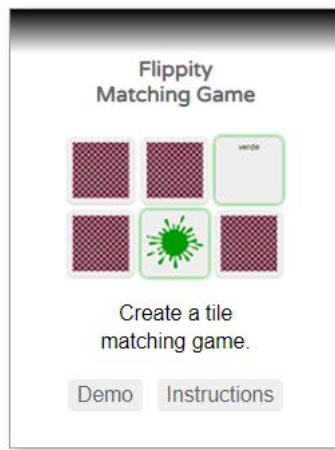 Flippity
Matching Game
verde
Create a tile
matching game.
Demo Instructions